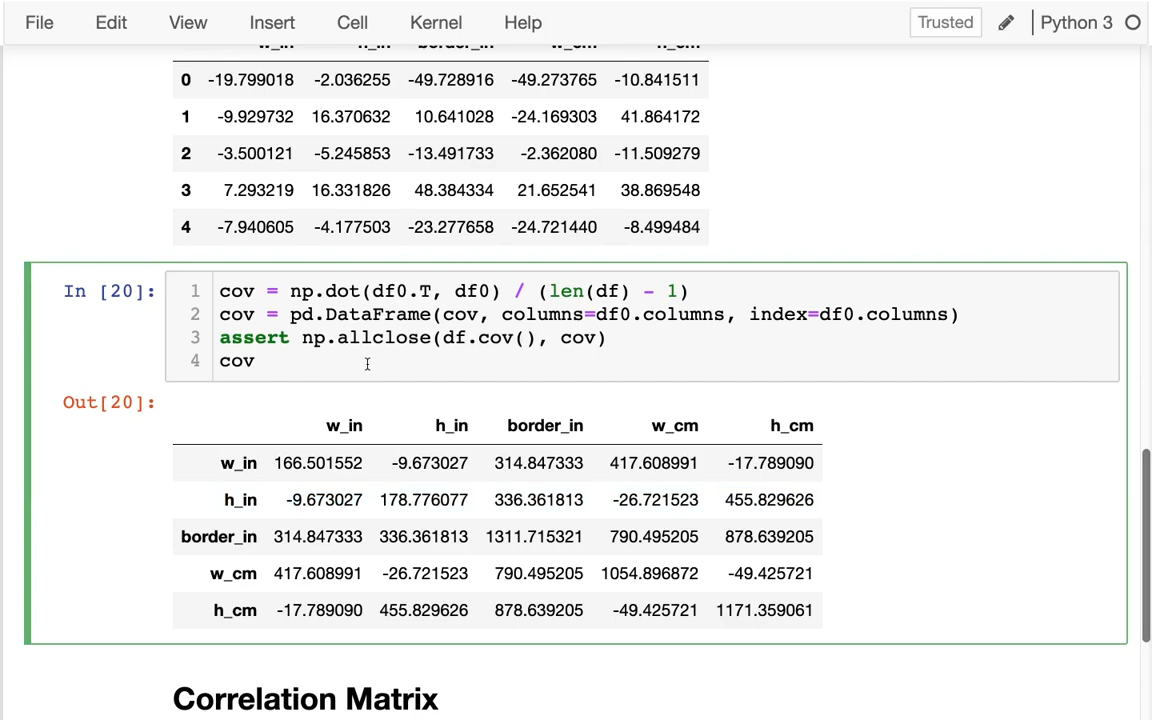 File Edit View Insert Cell Kernel Help Trusted Python 3
0 -19.799018 -2.036255 -49.728916 -49.273765 -10.841511
1 -9.929732 16.370632 10.641028 -24.169303 41.864172
2 -3.500121 -5.245853 -13.491733 -2.362080 -11.509279
3 7.293219 16.331826 48.384334 21.652541 38.869548
4 -7.940605 -4.177503 -23.277658 -24.721440 -8.499484
In [20]: 1 cov = np.dot(df0.T, df0) / (len(df) - 1)
2 cov = pd.DataFrame(cov, columns=df0.columns, index=df0.columns)
3 assert np.allclose(df.cov(), cov)
4 cov
Out[20]:
w_in h_in border_in w_cm h_cm
w_in 166.501552 -9.673027 314.847333 417.608991 -17.789090
h_in -9.673027 178.776077 336.361813 -26.721523 455.829626
border_in 314.847333 336.361813 1311.715321 790.495205 878.639205
w_cm 417.608991 -26.721523 790.495205 1054.896872 -49.425721
h_cm -17.789090 455.829626 878.639205 -49.425721 1171.359061
Correlation Matrix